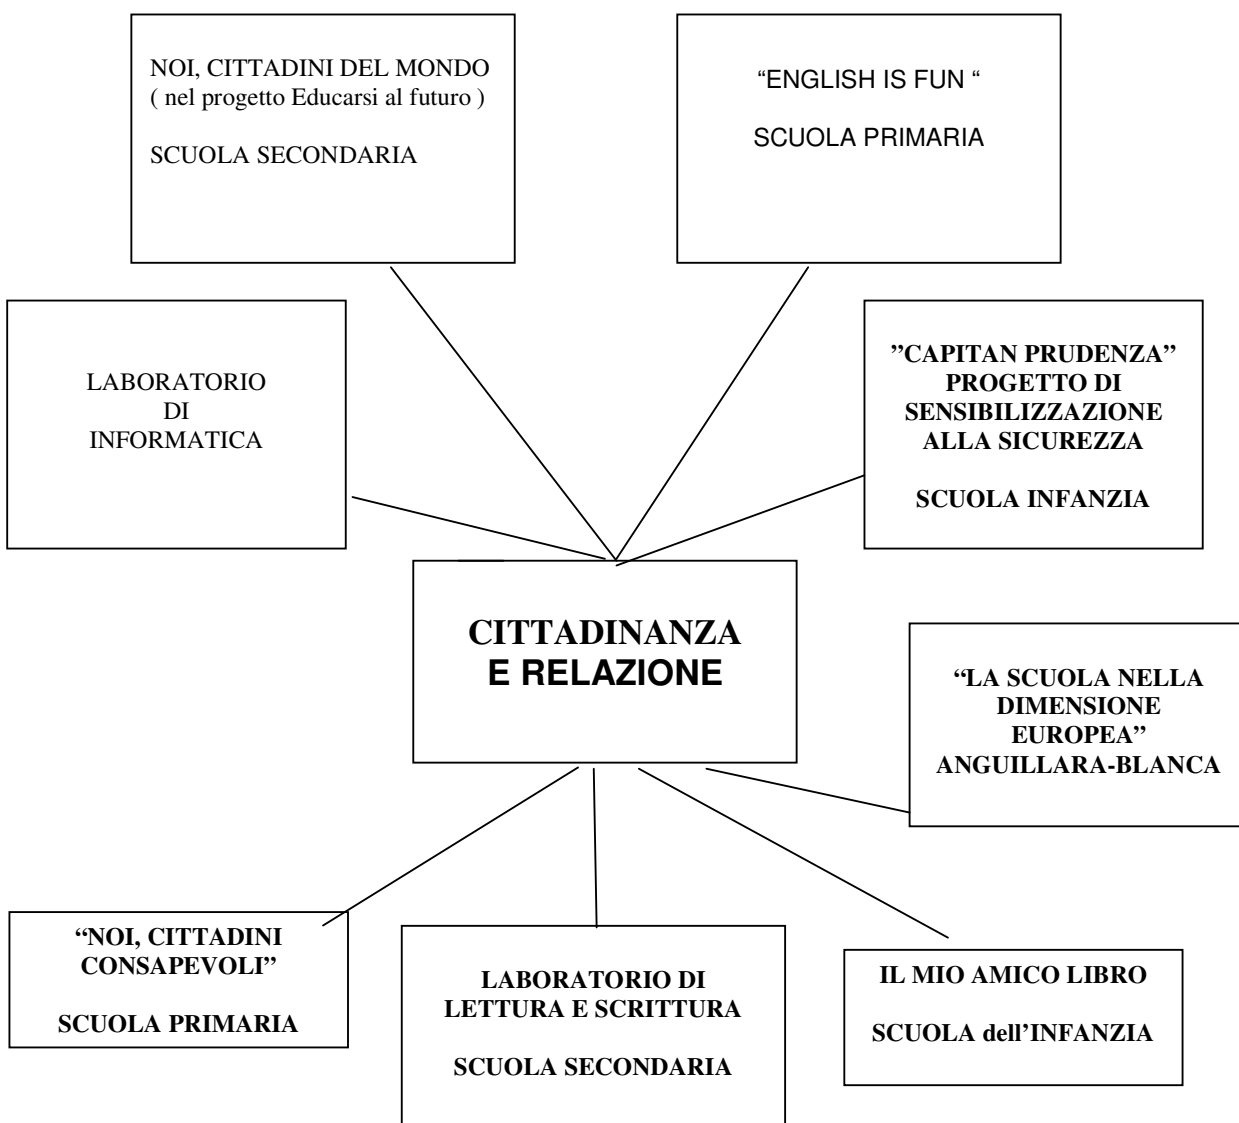 NOI, CITTADINI DEL MONDO
( nel progetto Educarsi al futuro )
SCUOLA SECONDARIA
“ENGLISH IS FUN “
SCUOLA PRIMARIA
LABORATORIO
DI
INFORMATICA
”CAPITAN PRUDENZA”
PROGETTO DI
SENSIBILIZZAZIONE
ALLA SICUREZZA
SCUOLA INFANZIA
CITTADINANZA
E RELAZIONE
“LA SCUOLA NELLA
DIMENSIONE
EUROPEA”
ANGUILLARA-BLANCA
“NOI, CITTADINI
CONSAPEVOLI”
SCUOLA PRIMARIA
LABORATORIO DI
LETTURA E SCRITTURA
SCUOLA SECONDARIA
IL MIO AMICO LIBRO
SCUOLA dell’INFANZIA